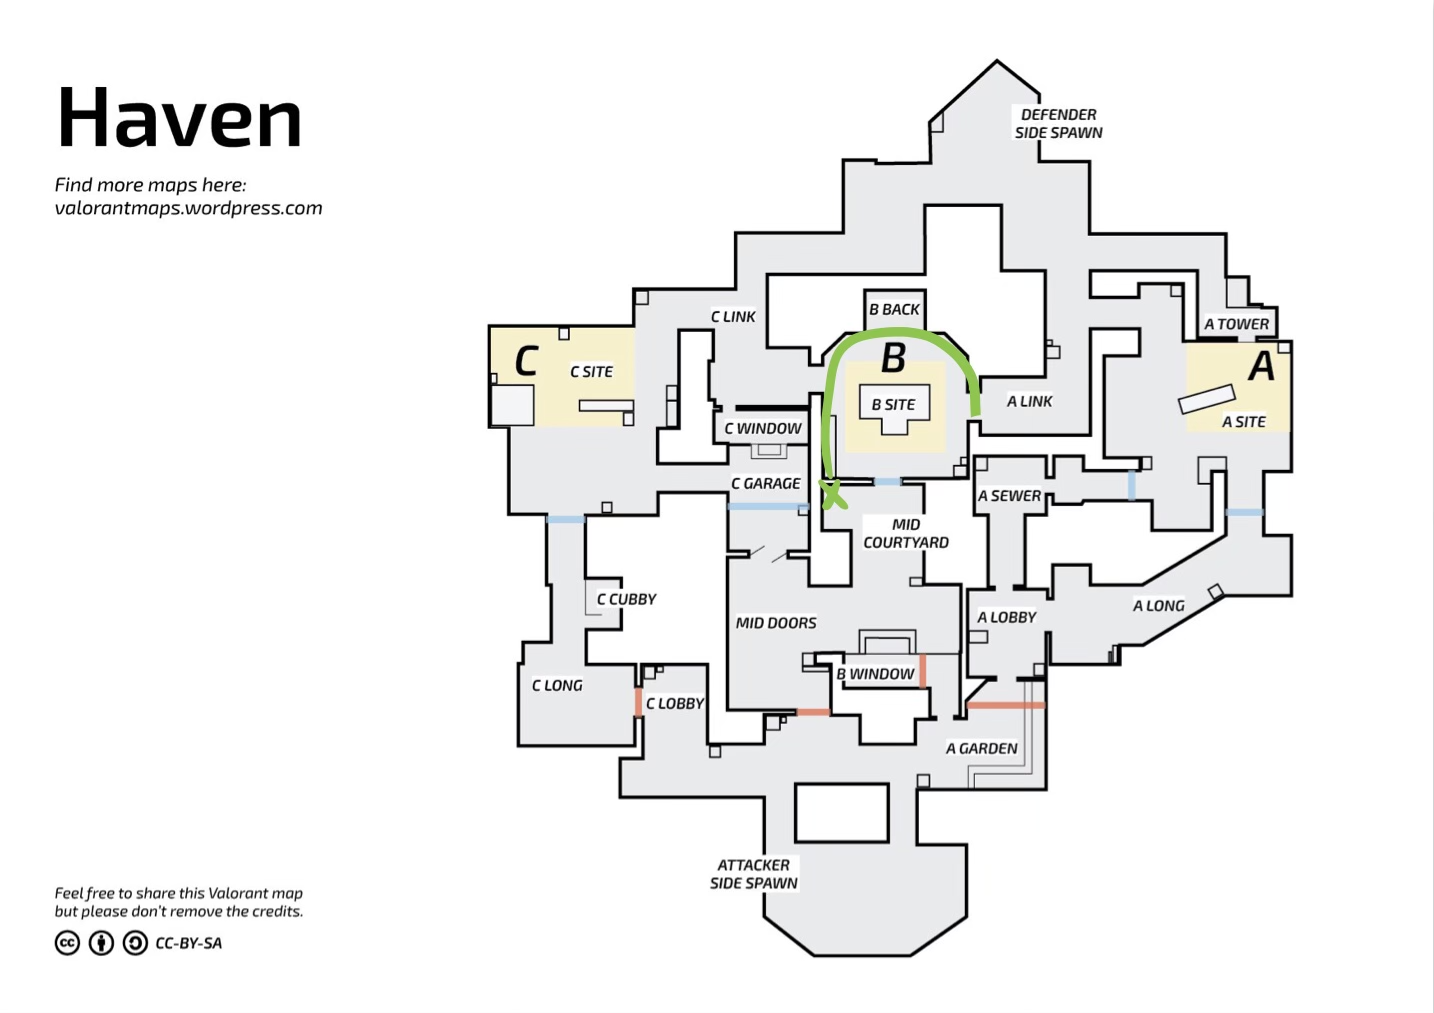 Haven
Find more maps here:
valorantmaps.wordpress.com
DEFENDER
SIDE SPAWN
B BACK
C LINK
A TOWER
B
C
C SITE
A
B SITE
A LINK
A SITE
C WINDOW
C GARAGE
A SEWER
MID
COURTYARD
C CUBBY
A LONG
A LOBBY
MID DOORS
B WINDOW
C LONG
C LOBBY
A GARDEN
ATTACKER
SIDE SPAWN
Feel free to share this Valorant map
but please don't remove the credits.
cc CC-BY-SA